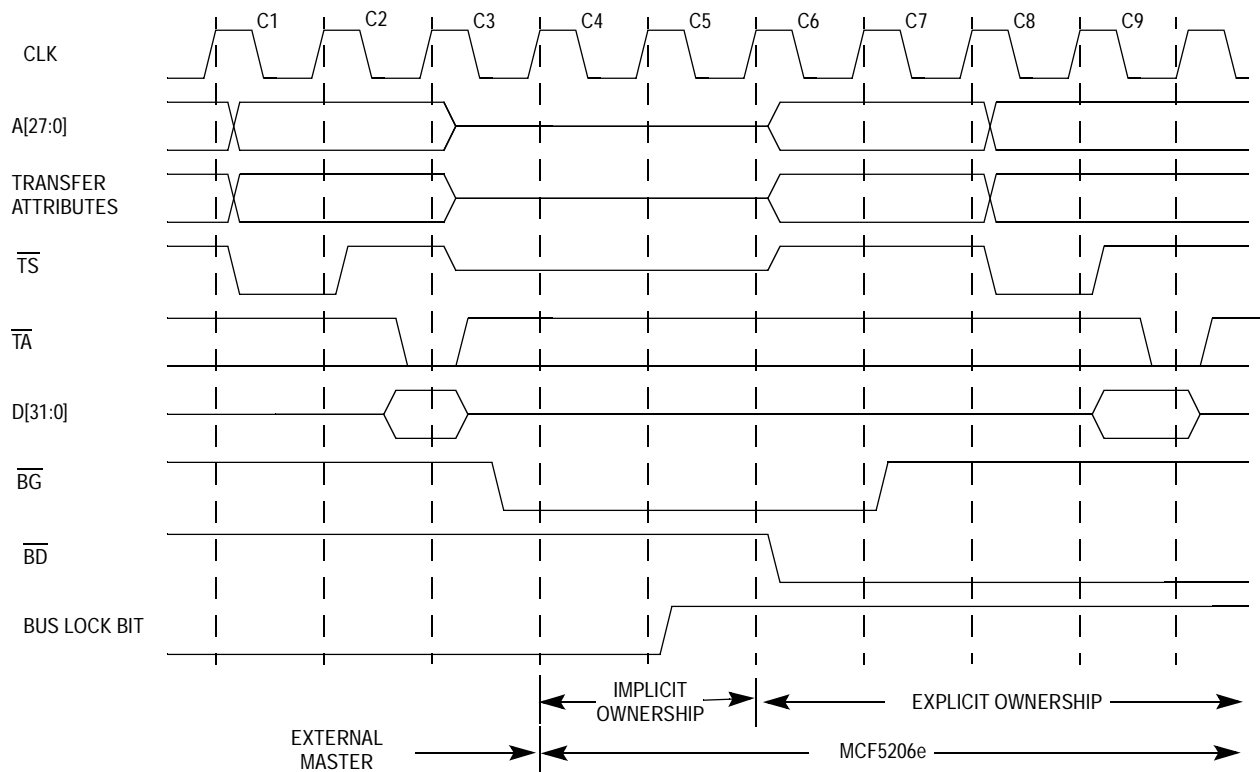 C1 C2 C3 C4 C5 C6 C7 C8 C9
CLK
A[27:0]
TRANSFER
ATTRIBUTES
TS
TA
D[31:0]
BG
BD
BUS LOCK BIT
IMPLICIT
OWNERSHIP
EXPLICIT OWNERSHIP
EXTERNAL
MASTER
MCF5206e